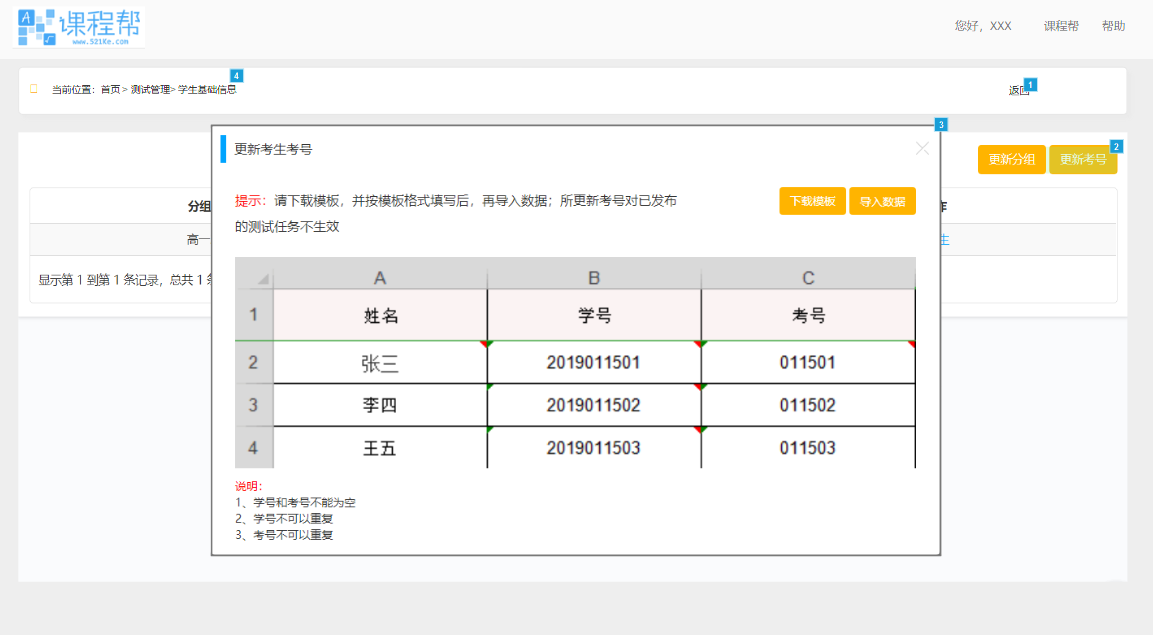 课程帮
www.521Ke.com
您好，XXX 课程帮 帮助
当前位置：首页> 测试管理> 学生基础信息 4
返回 1
3
更新考生考号
更新分组 更新考号 2
提示：请下载模板，并按模板格式填写后，再导入数据；所更新考号对已发布
的测试任务不生效
下载模板 导入数据
分组
高一
生
显示第 1 到第 1 条记录，总共 1
A B C
1 姓名 学号 考号
2 张三 2019011501 011501
3 李四 2019011502 011502
4 王五 2019011503 011503
说明：
1、学号和考号不能为空
2、学号不可以重复
3、考号不可以重复